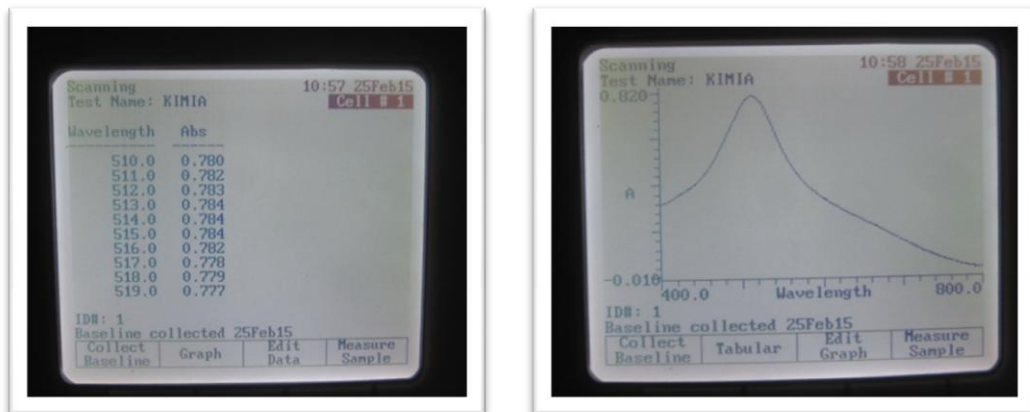 Scanning 10:57 25Feb15
Test Name: KIMIA Cell # 1
Wavelength Abs
510.0 0.780
511.0 0.782
512.0 0.783
513.0 0.784
514.0 0.784
515.0 0.784
516.0 0.782
517.0 0.778
518.0 0.779
519.0 0.777
ID#: 1
Baseline collected 25Feb15
Collect Baseline Graph Edit Data Measure Sample
Scanning 10:58 25Feb15
Test Name: KIMIA Cell # 1
0.820
A
-0.016
400.0 Wavelength 800.0
ID#: 1
Baseline collected 25Feb15
Collect Baseline Tabular Edit Graph Measure Sample